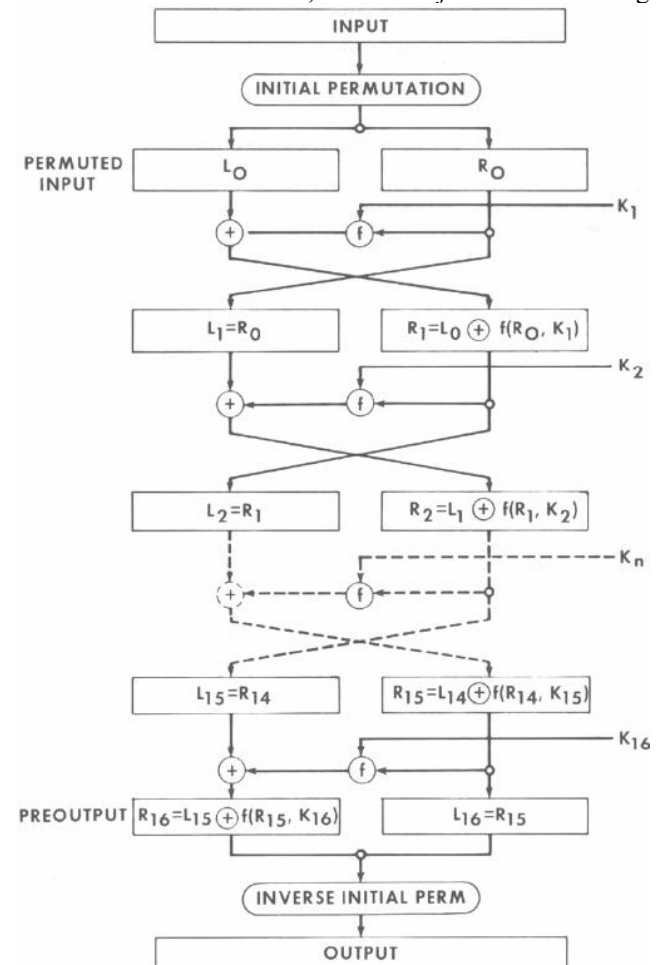 INPUT
INITIAL PERMUTATION
PERMUTED
INPUT
L0
R0
K1
+
f
L1=R0
R1=L0 ⊕ f(R0, K1)
K2
+
f
L2=R1
R2=L1 ⊕ f(R1, K2)
Kn
+
f
L15=R14
R15=L14⊕f(R14, K15)
K16
+
f
PREOUTPUT
R16=L15⊕f(R15, K16)
L16=R15
INVERSE INITIAL PERM
OUTPUT